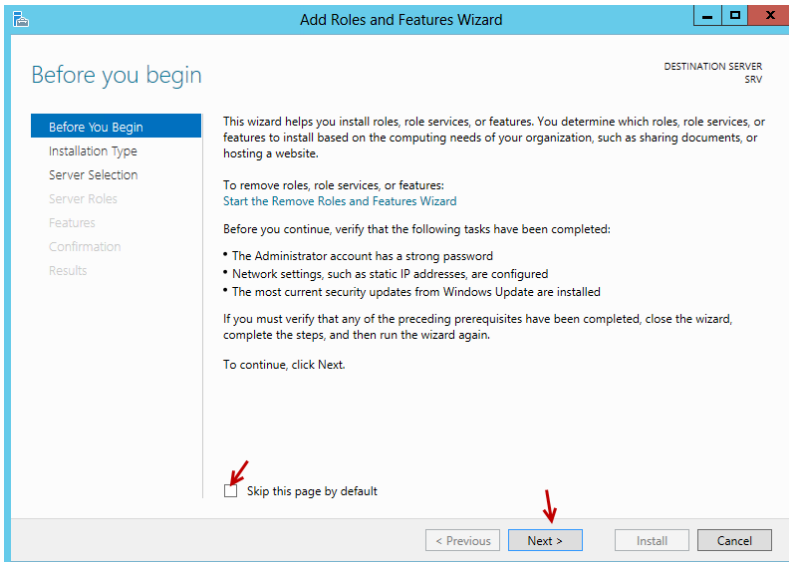 Add Roles and Features Wizard
Before you begin
DESTINATION SERVER
SRV
Before You Begin
Installation Type
Server Selection
Server Roles
Features
Confirmation
Results
This wizard helps you install roles, role services, or features. You determine which roles, role services, or
features to install based on the computing needs of your organization, such as sharing documents, or
hosting a website.
To remove roles, role services, or features:
Start the Remove Roles and Features Wizard
Before you continue, verify that the following tasks have been completed:
• The Administrator account has a strong password
• Network settings, such as static IP addresses, are configured
• The most current security updates from Windows Update are installed
If you must verify that any of the preceding prerequisites have been completed, close the wizard,
complete the steps, and then run the wizard again.
To continue, click Next.
Skip this page by default
< Previous
Next >
Install
Cancel